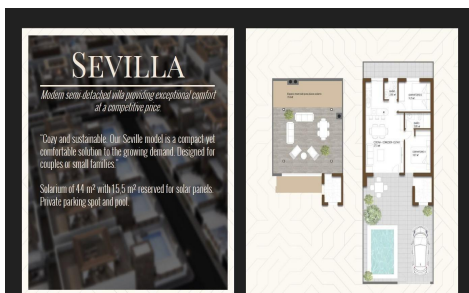 SEVILLA
Modern semi-detached villa providing exceptional comfort
at a competitive price.
"Cozy and sustainable. Our Seville model is a compact yet
comfortable solution to the growing demand. Designed for
couples or small families."
Solarium of 44 m² with 15.5 m² reserved for solar panels.
Private parking spot and pool.